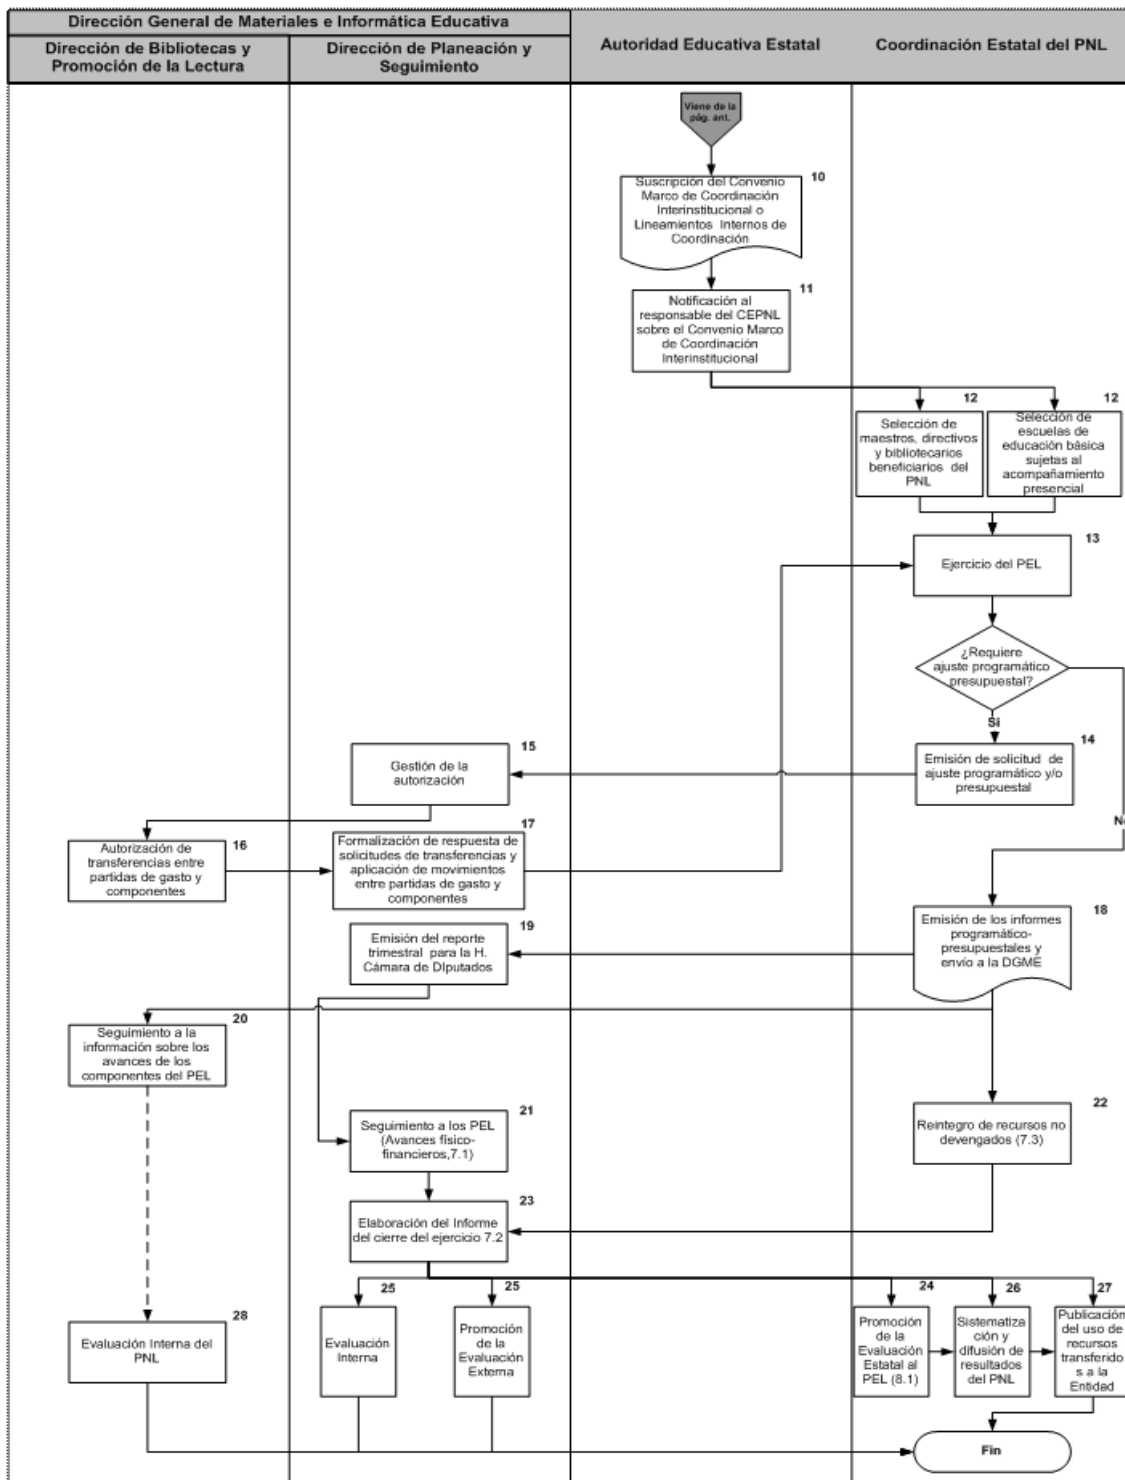 Dirección General de Materiales e Informática Educativa
Dirección de Bibliotecas y
Promoción de la Lectura
Dirección de Planeación y
Seguimiento
Autoridad Educativa Estatal
Coordinación Estatal del PNL
Viene de la
pág. ant.
10
Suscripción del Convenio
Marco de Coordinación
Interinstitucional o
Lineamientos Internos de
Coordinación
11
Notificación al
responsable del CEPNL
sobre el Convenio Marco
de Coordinación
Interinstitucional
12
Selección de
maestros, directivos
y bibliotecarios
beneficiarios del
PNL
12
Selección de
escuelas de
educación básica
sujetas al
acompañamiento
presencial
13
Ejercicio del PEL
¿Requiere
ajuste programático
presupuestal?
Si
No
14
Emisión de solicitud de
ajuste programático y/o
presupuestal
15
Gestión de la
autorización
16
Autorización de
transferencias entre
partidas de gasto y
componentes
17
Formalización de respuesta de
solicitudes de transferencias y
aplicación de movimientos
entre partidas de gasto y
componentes
18
Emisión de los informes
programático-
presupuestales y
envío a la DGME
19
Emisión del reporte
trimestral para la H.
Cámara de DIputados
20
Seguimiento a la
información sobre los
avances de los
componentes del PEL
21
Seguimiento a los PEL
(Avances físico-
financieros,7.1)
22
Reintegro de recursos no
devengados (7.3)
23
Elaboración del Informe
del cierre del ejercicio 7.2
25
Evaluación
Interna
25
Promoción
de la
Evaluación
Externa
24
Promoción
de la
Evaluación
Estatal al
PEL (8.1)
26
Sistematiz
ación y
difusión de
resultados
del PNL
27
Publicación
del uso de
recursos
transferido
s a la
Entidad
28
Evaluación Interna del
PNL
Fin